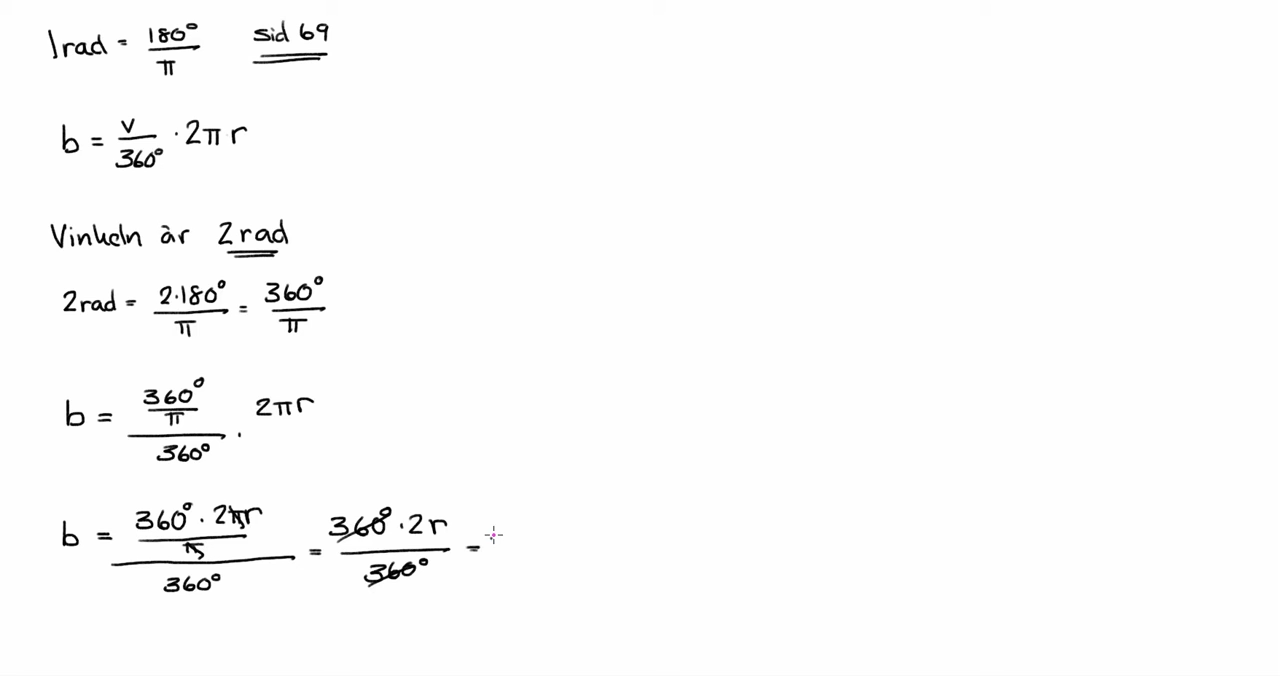 1rad = 180°/π sid 69
b = v/360° · 2πr
Vinkeln är 2rad
2rad = 2·180°/π = 360°/π
b = (360°/π)/360° · 2πr
b = (360° · 2πr/π)/360° = 360° · 2r/360° =